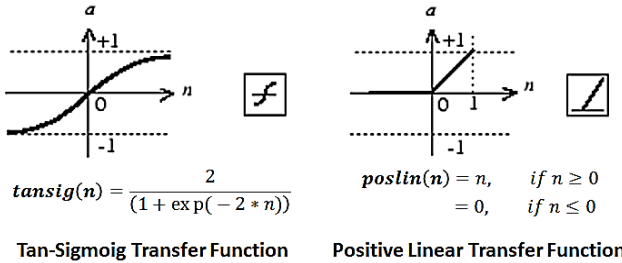 a
+1
n
0
-1
tansig(n) = 2 / (1 + exp(−2 * n))
Tan-Sigmoig Transfer Function
a
+1
n
0
1
-1
poslin(n) = n, if n ≥ 0
= 0, if n ≤ 0
Positive Linear Transfer Function